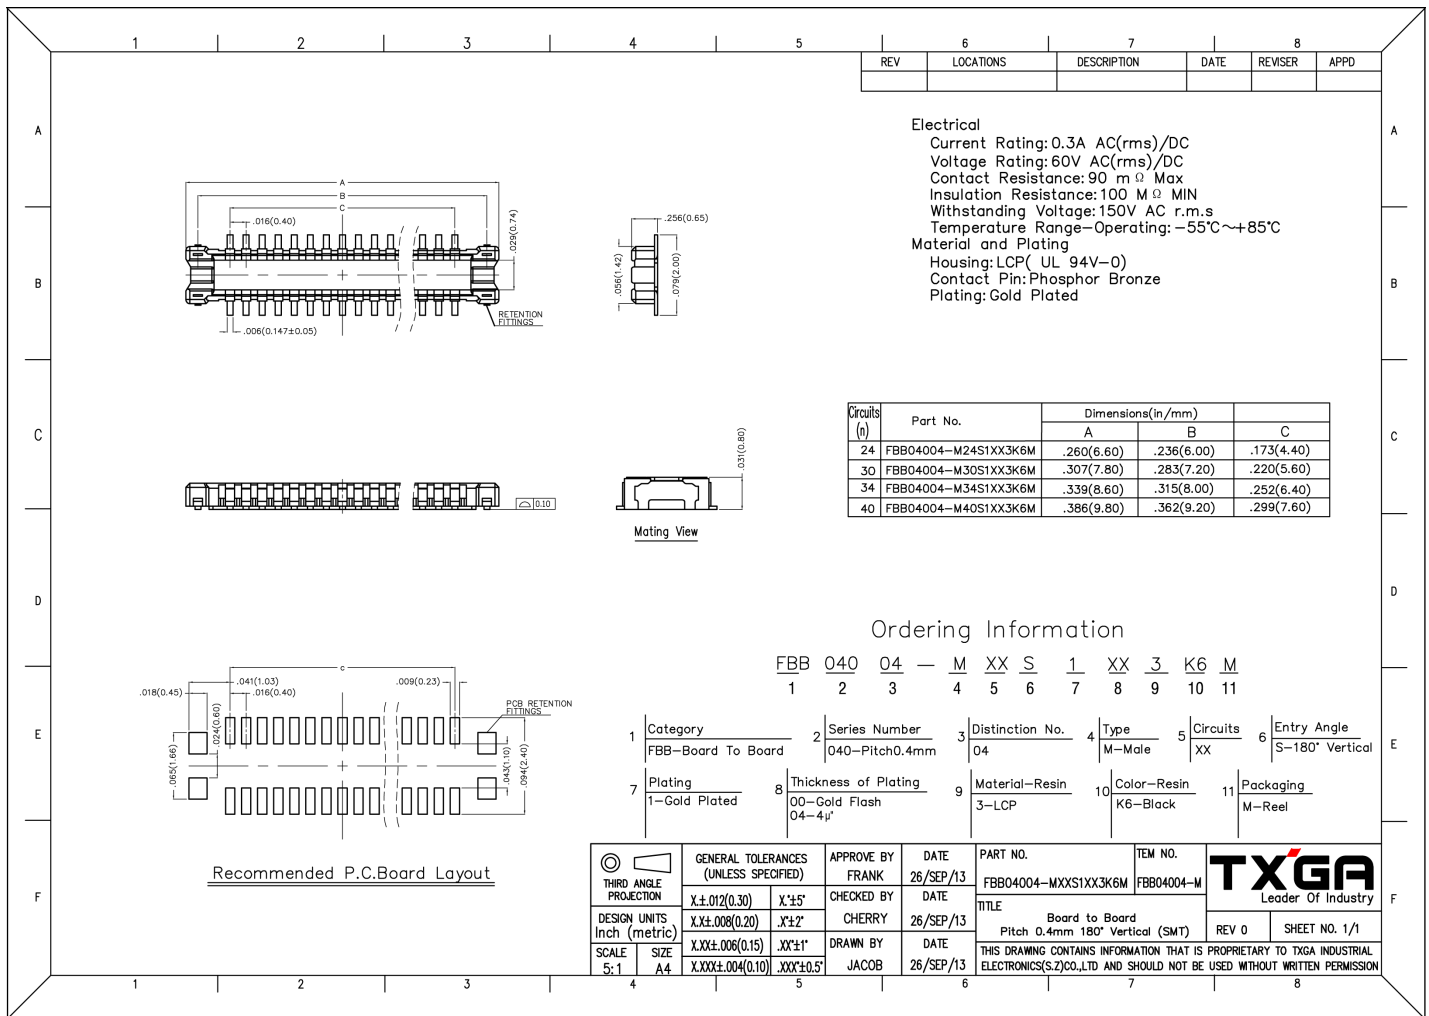 1 2 3 4 5 6 7 8
REV LOCATIONS DESCRIPTION DATE REVISER APPD
A A
Electrical
Current Rating: 0.3A AC(rms)/DC
Voltage Rating: 60V AC(rms)/DC
Contact Resistance: 90 m Ω Max
Insulation Resistance: 100 M Ω MIN
Withstanding Voltage: 150V AC r.m.s
Temperature Range-Operating: -55°C~+85°C
Material and Plating
Housing: LCP( UL 94V-0)
Contact Pin: Phosphor Bronze
Plating: Gold Plated
A
B
C
.016(0.40)
.029(0.74)
.006(0.147±0.05)
RETENTION
FITTINGS
.256(0.65)
.056(1.42)
.079(2.00)
B B
Circuits
(n) Part No. Dimensions(in/mm)
A B C
24 FBB04004-M24S1XX3K6M .260(6.60) .236(6.00) .173(4.40)
30 FBB04004-M30S1XX3K6M .307(7.80) .283(7.20) .220(5.60)
34 FBB04004-M34S1XX3K6M .339(8.60) .315(8.00) .252(6.40)
40 FBB04004-M40S1XX3K6M .386(9.80) .362(9.20) .299(7.60)
C C
0.10
.031(0.80)
Mating View
D D
Ordering Information
FBB 040 04 - M XX S 1 XX 3 K6 M
1 2 3 4 5 6 7 8 9 10 11
1 Category
FBB-Board To Board
2 Series Number
040-Pitch0.4mm
3 Distinction No.
04
4 Type
M-Male
5 Circuits
XX
6 Entry Angle
S-180° Vertical
7 Plating
1-Gold Plated
8 Thickness of Plating
00-Gold Flash
04-4μ"
9 Material-Resin
3-LCP
10 Color-Resin
K6-Black
11 Packaging
M-Reel
c
.041(1.03)
.009(0.23)
.018(0.45)
.016(0.40)
.024(0.60)
.065(1.66)
PCB RETENTION
FITTINGS
.043(1.10)
.094(2.40)
E E
Recommended P.C.Board Layout
F F
THIRD ANGLE
PROJECTION
DESIGN UNITS
Inch (metric)
SCALE SIZE
5:1 A4
GENERAL TOLERANCES
(UNLESS SPECIFIED)
X.±.012(0.30) X.°±5°
X.X±.008(0.20) .X°±2°
X.XX±.006(0.15) .XX°±1°
X.XXX±.004(0.10) .XXX°±0.5°
APPROVE BY DATE
FRANK 26/SEP/13
CHECKED BY DATE
CHERRY 26/SEP/13
DRAWN BY DATE
JACOB 26/SEP/13
PART NO. TEM NO.
FBB04004-MXXS1XX3K6M FBB04004-M
TITLE
Board to Board
Pitch 0.4mm 180° Vertical (SMT)
TXGA
Leader Of Industry
REV 0 SHEET NO. 1/1
THIS DRAWING CONTAINS INFORMATION THAT IS PROPRIETARY TO TXGA INDUSTRIAL
ELECTRONICS(S.Z)CO.,LTD AND SHOULD NOT BE USED WITHOUT WRITTEN PERMISSION
1 2 3 4 5 6 7 8